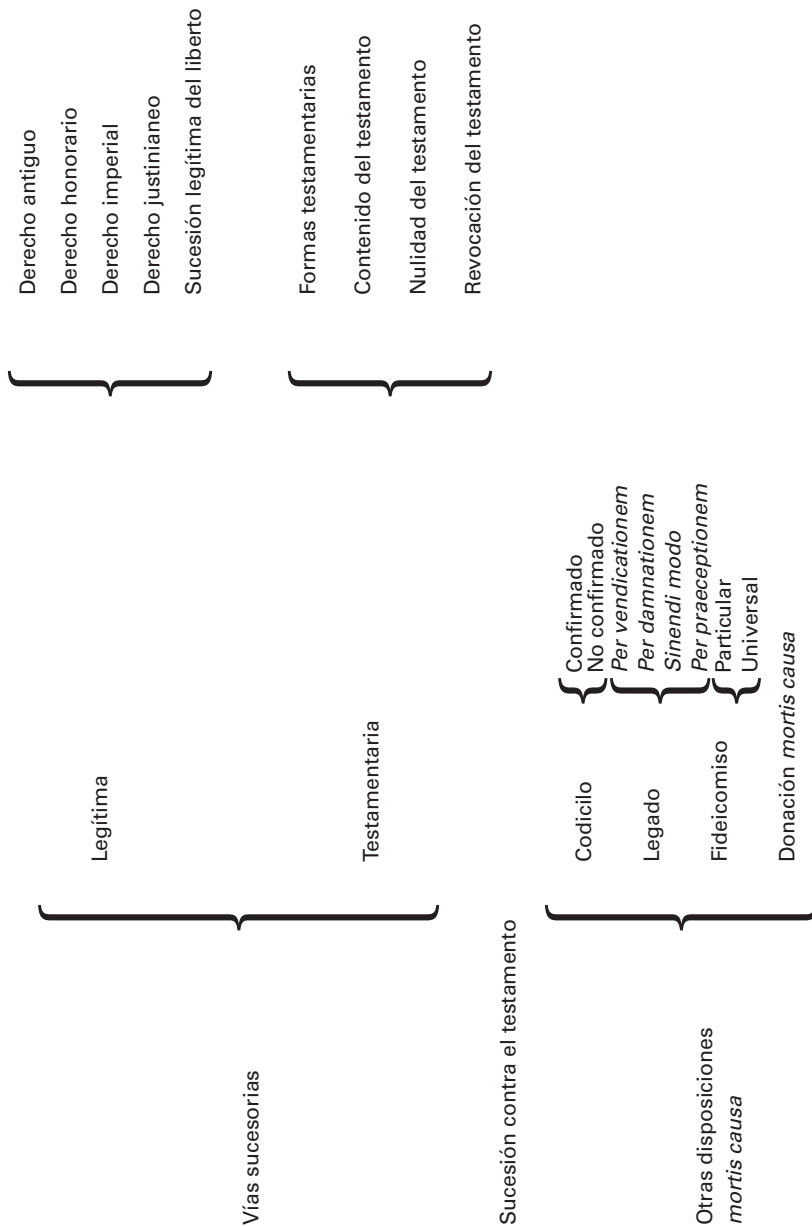 Vías sucesorias
Legítima
Derecho antiguo
Derecho honorario
Derecho imperial
Derecho justinianeo
Sucesión legítima del liberto
Testamentaria
Formas testamentarias
Contenido del testamento
Nulidad del testamento
Revocación del testamento
Sucesión contra el testamento
Otras disposiciones
mortis causa
Codicilo
Confirmado
No confirmado
Legado
Per vendicationem
Per damnationem
Sinendi modo
Per praeceptionem
Fideicomiso
Particular
Universal
Donación mortis causa